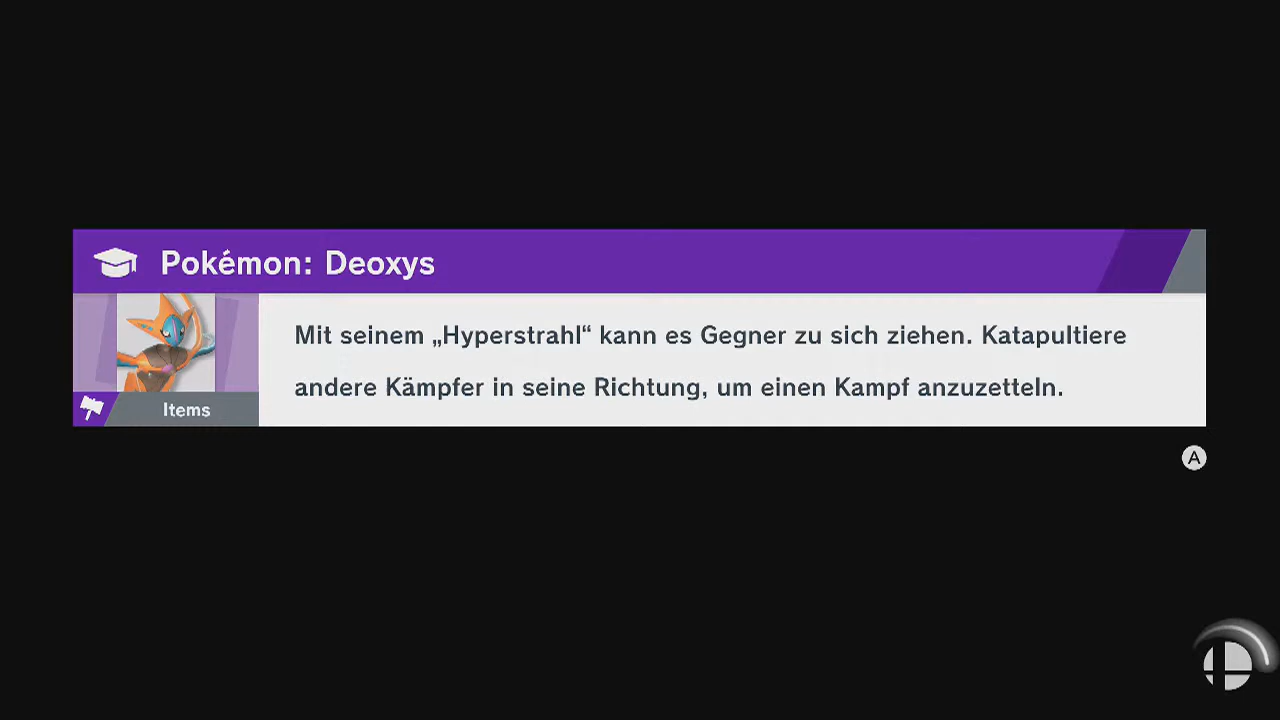 Pokémon: Deoxys
Mit seinem „Hyperstrahl“ kann es Gegner zu sich ziehen. Katapultiere
andere Kämpfer in seine Richtung, um einen Kampf anzuzetteln.
Items
A